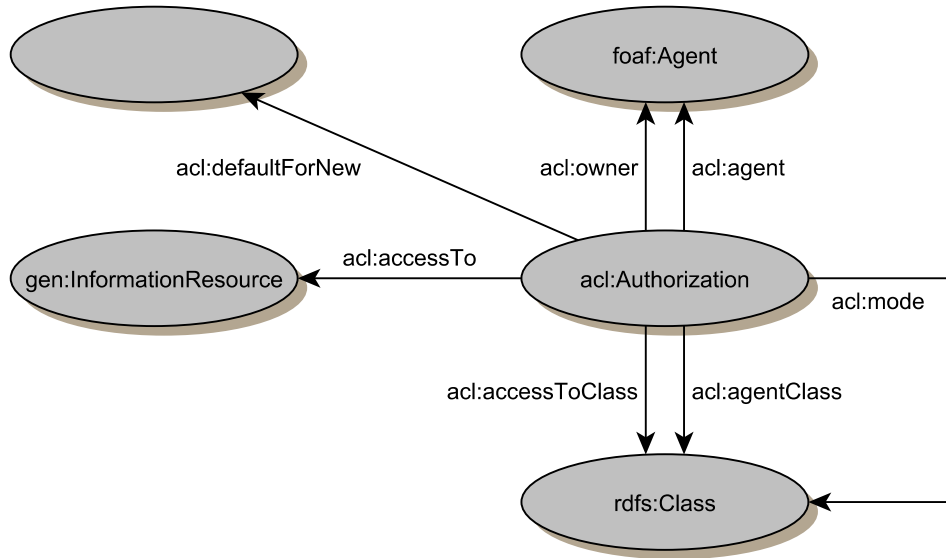 foaf:Agent
acl:defaultForNew
acl:owner
acl:agent
acl:accessTo
gen:InformationResource
acl:Authorization
acl:mode
acl:accessToClass
acl:agentClass
rdfs:Class